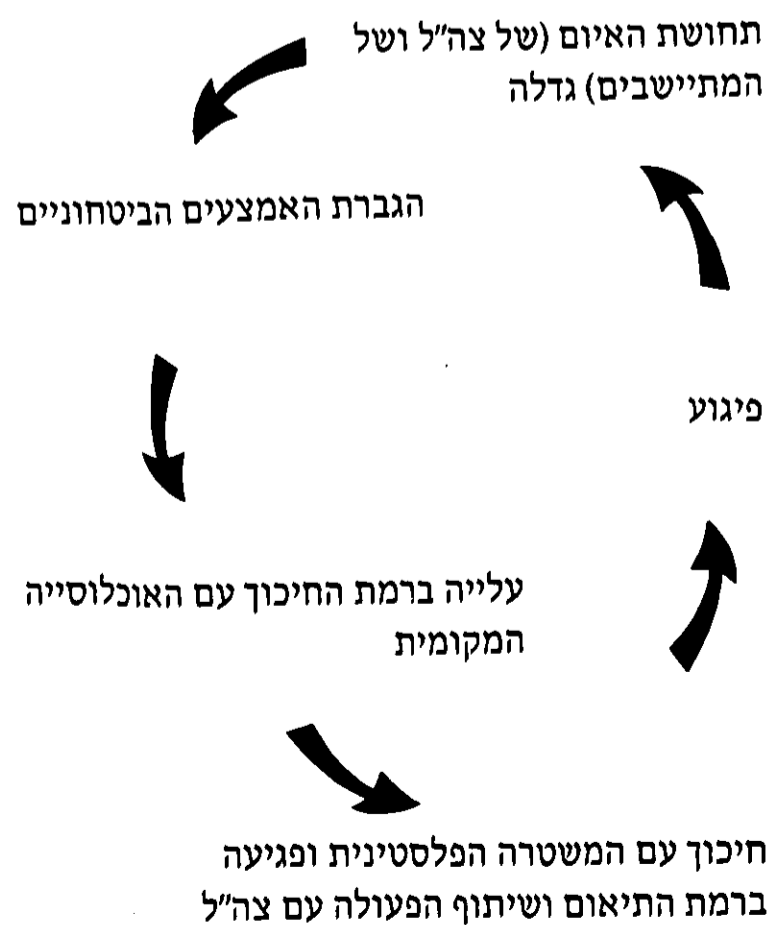 תחושת האיום (של צה"ל ושל
המתיישבים) גדלה
הגברת האמצעים הביטחוניים
פיגוע
עלייה ברמת החיכוך עם האוכלוסייה
המקומית
חיכוך עם המשטרה הפלסטינית ופגיעה
ברמת התיאום ושיתוף הפעולה עם צה"ל